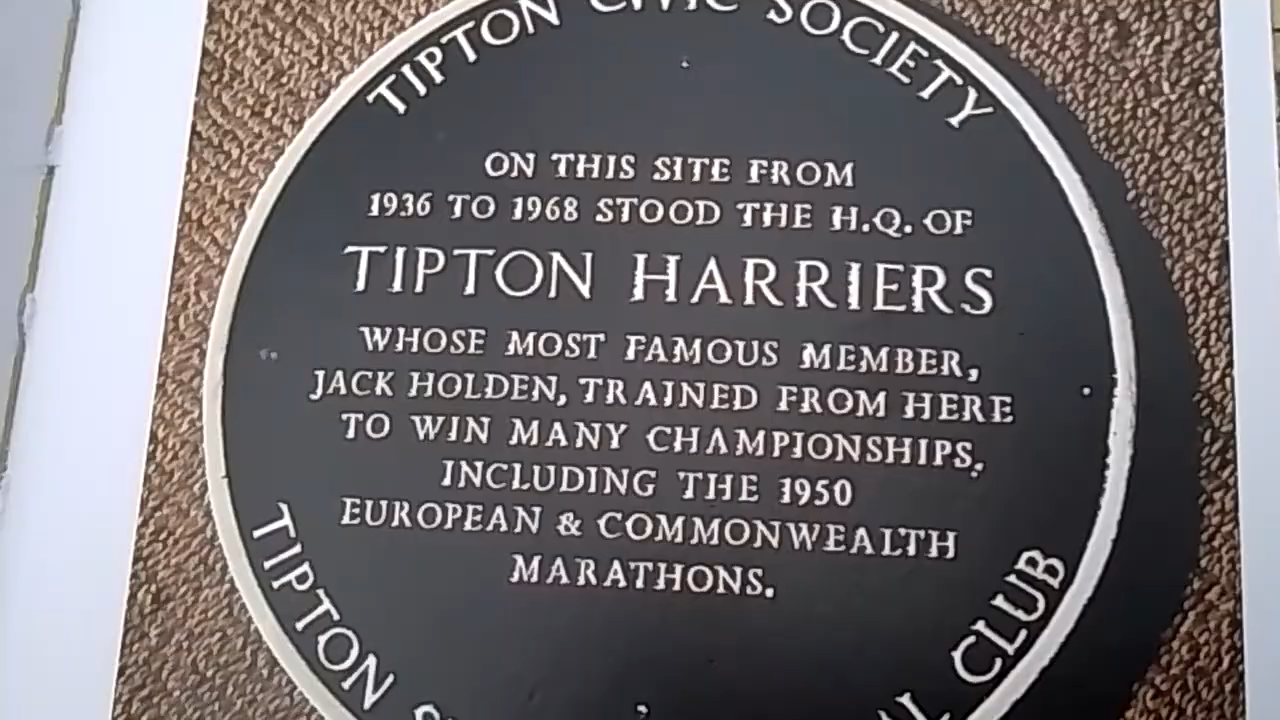 TIPTON CIVIC SOCIETY
ON THIS SITE FROM
1936 TO 1968 STOOD THE H.Q. OF
TIPTON HARRIERS
WHOSE MOST FAMOUS MEMBER,
JACK HOLDEN, TRAINED FROM HERE
TO WIN MANY CHAMPIONSHIPS,
INCLUDING THE 1950
EUROPEAN & COMMONWEALTH
MARATHONS.
TIPTON
CLUB